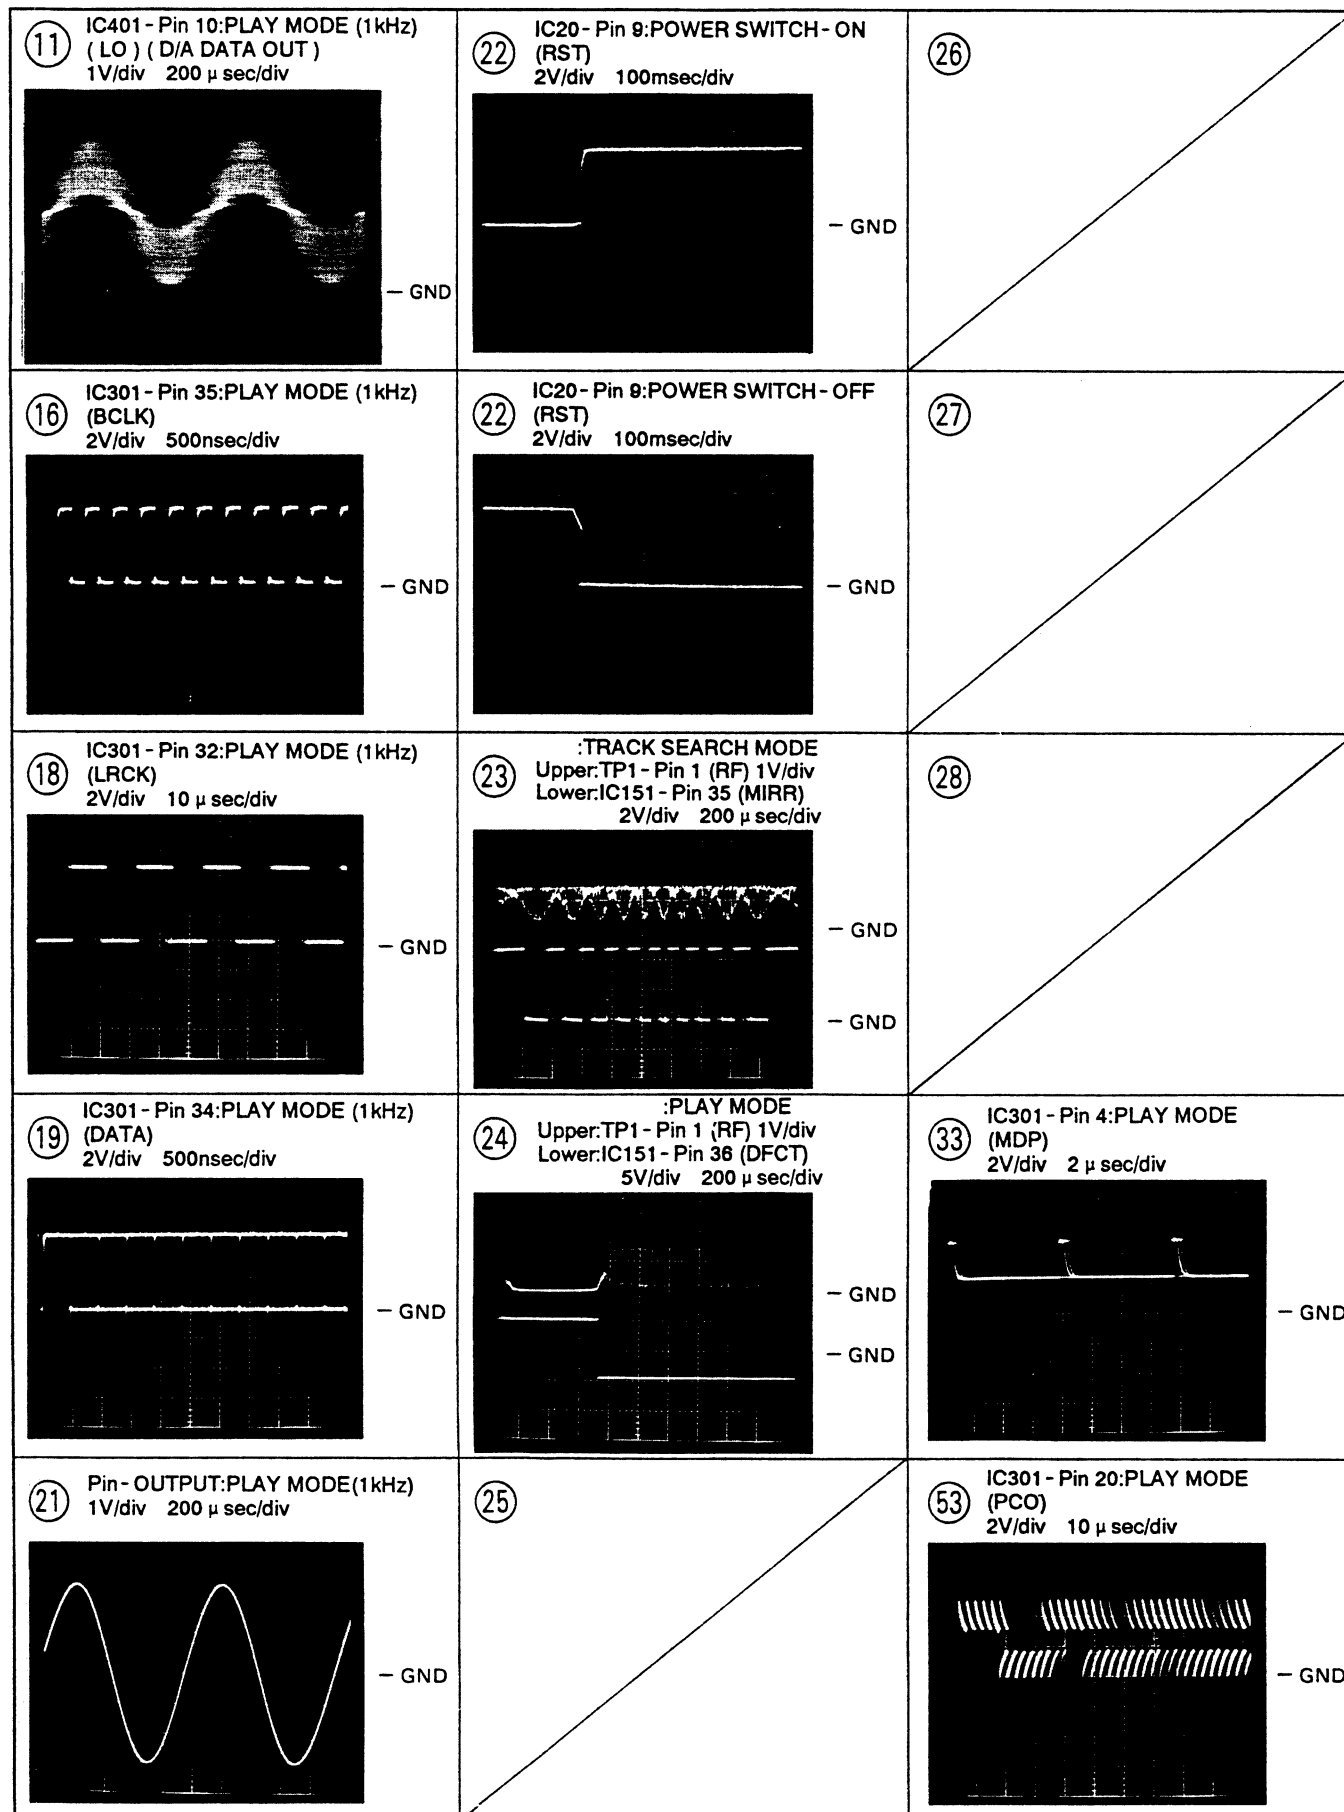 ⑪ IC401 - Pin 10:PLAY MODE (1kHz)
( LO ) ( D/A DATA OUT )
1V/div 200 μ sec/div
— GND
㉒ IC20 - Pin 9:POWER SWITCH - ON
(RST)
2V/div 100msec/div
— GND
㉖
⑯ IC301 - Pin 35:PLAY MODE (1kHz)
(BCLK)
2V/div 500nsec/div
— GND
㉒ IC20 - Pin 9:POWER SWITCH - OFF
(RST)
2V/div 100msec/div
— GND
㉗
⑱ IC301 - Pin 32:PLAY MODE (1kHz)
(LRCK)
2V/div 10 μ sec/div
— GND
㉓ :TRACK SEARCH MODE
Upper:TP1 - Pin 1 (RF) 1V/div
Lower:IC151 - Pin 35 (MIRR)
2V/div 200 μ sec/div
— GND
— GND
㉘
⑲ IC301 - Pin 34:PLAY MODE (1kHz)
(DATA)
2V/div 500nsec/div
— GND
㉔ :PLAY MODE
Upper:TP1 - Pin 1 (RF) 1V/div
Lower:IC151 - Pin 36 (DFCT)
5V/div 200 μ sec/div
— GND
— GND
㉝ IC301 - Pin 4:PLAY MODE
(MDP)
2V/div 2 μ sec/div
— GND
㉑ Pin - OUTPUT:PLAY MODE(1kHz)
1V/div 200 μ sec/div
— GND
㉕
㊾+4 IC301 - Pin 20:PLAY MODE
(PCO)
2V/div 10 μ sec/div
— GND